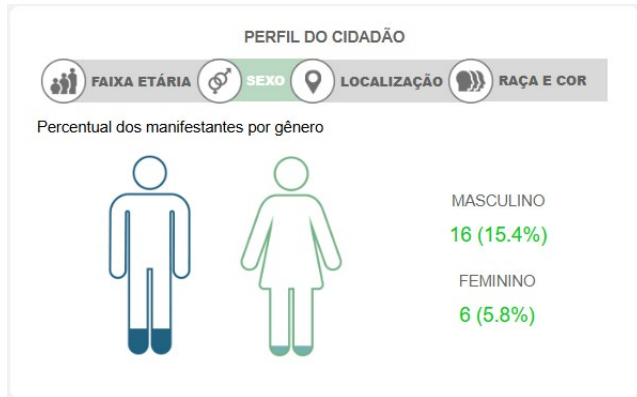 PERFIL DO CIDADÃO
FAIXA ETÁRIA SEXO LOCALIZAÇÃO RAÇA E COR
Percentual dos manifestantes por gênero
MASCULINO
16 (15.4%)
FEMININO
6 (5.8%)